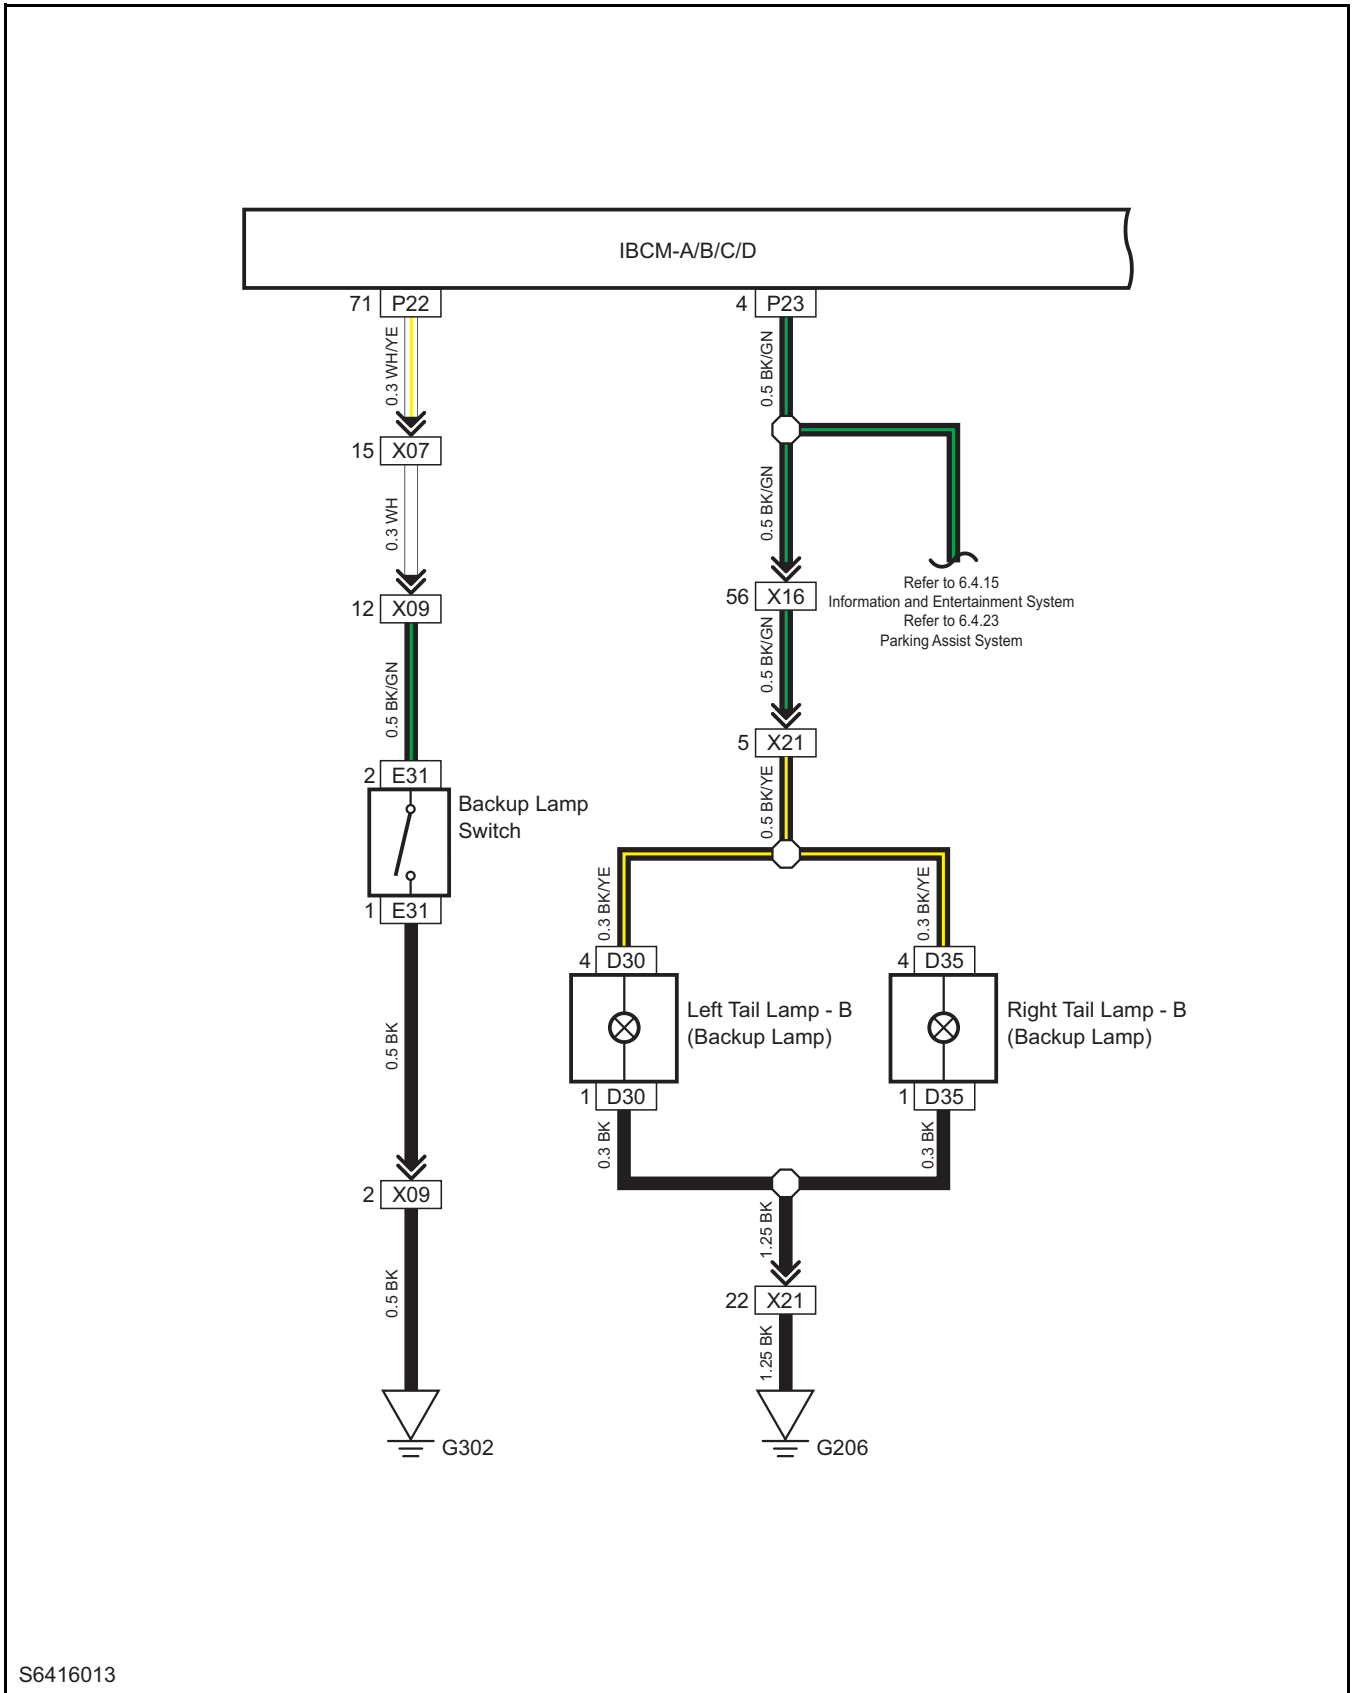 IBCM-A/B/C/D
71 P22
4 P23
0.3 WH/YE
0.5 BK/GN
15 X07
0.3 WH
0.5 BK/GN
56 X16
Refer to 6.4.15
Information and Entertainment System
Refer to 6.4.23
Parking Assist System
12 X09
0.5 BK/GN
0.5 BK/GN
5 X21
2 E31
Backup Lamp
Switch
0.5 BK/YE
1 E31
0.3 BK/YE
0.3 BK/YE
4 D30
4 D35
Left Tail Lamp - B
(Backup Lamp)
Right Tail Lamp - B
(Backup Lamp)
0.5 BK
1 D30
1 D35
0.3 BK
0.3 BK
2 X09
1.25 BK
0.5 BK
22 X21
1.25 BK
G302
G206
S6416013